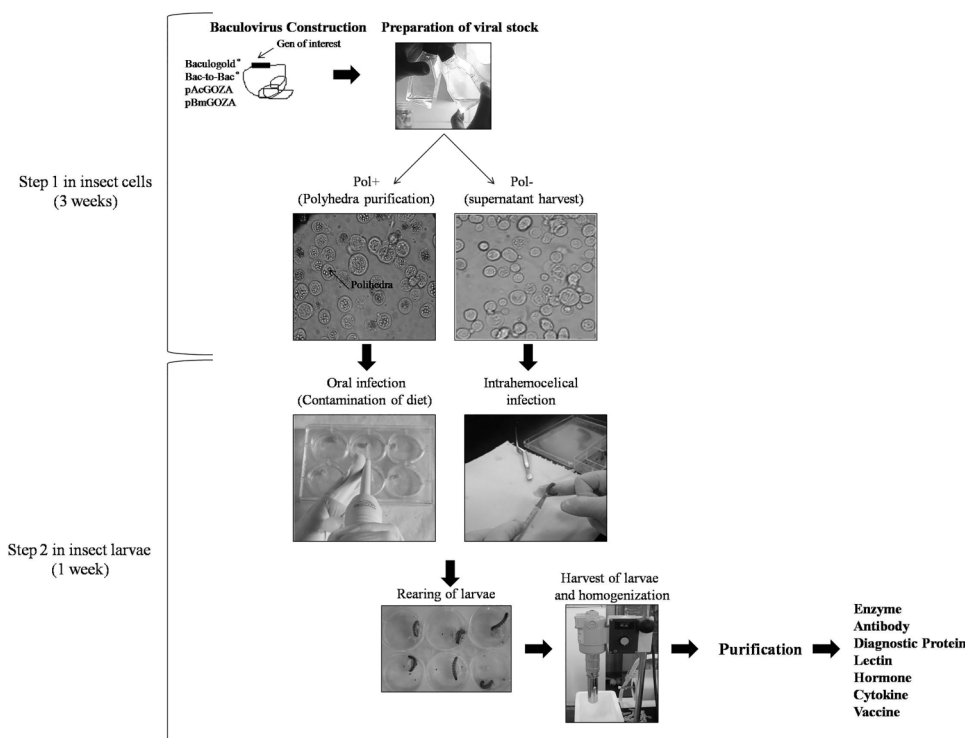 Baculovirus Construction
Gen of interest
Baculogold*
Bac-to-Bac*
pAcGOZA
pBmGOZA
Preparation of viral stock
Step 1 in insect cells
(3 weeks)
Pol+
(Polyhedra purification)
Pol-
(supernatant harvest)
Polihedra
Oral infection
(Contamination of diet)
Intrahemocelical
infection
Step 2 in insect larvae
(1 week)
Rearing of larvae
Harvest of larvae
and homogenization
Purification
Enzyme
Antibody
Diagnostic Protein
Lectin
Hormone
Cytokine
Vaccine